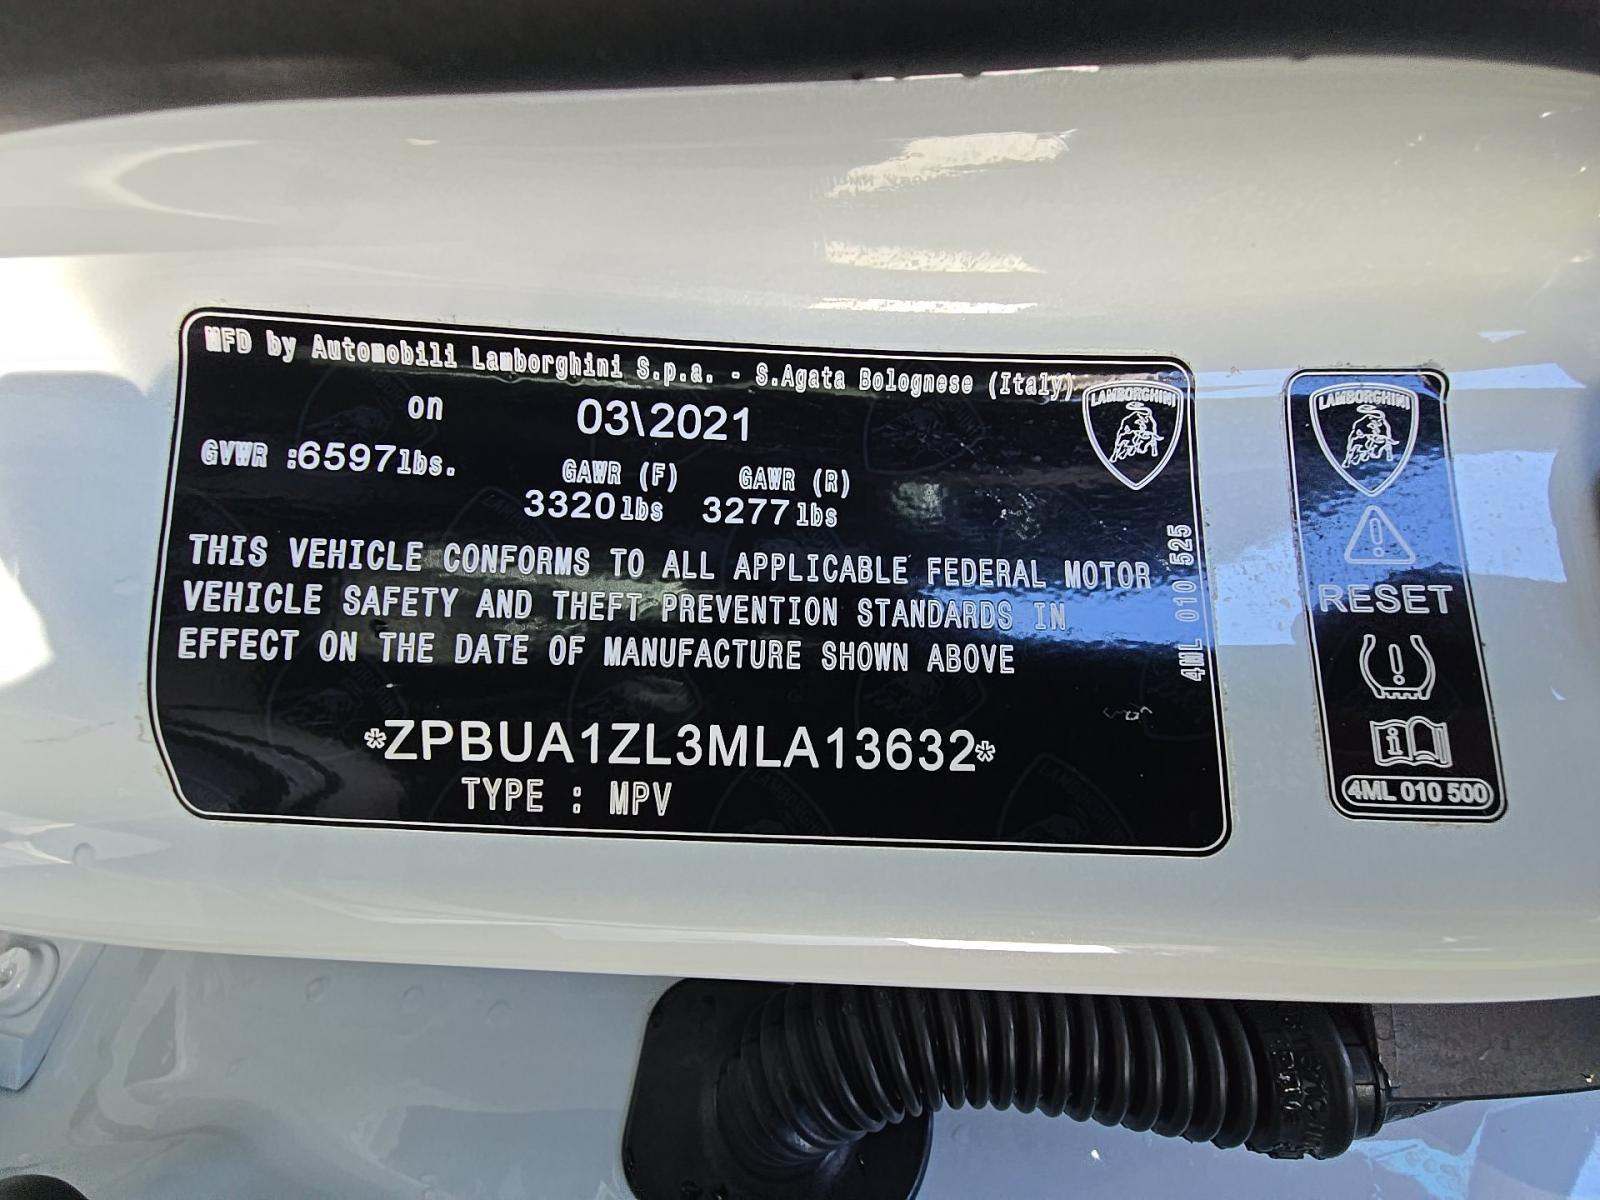 MFD by Automobili Lamborghini S.p.a. - S.Agata Bolognese (Italy)
on 03\2021
GVWR :6597lbs. GAWR (F) GAWR (R)
3320lbs 3277lbs
THIS VEHICLE CONFORMS TO ALL APPLICABLE FEDERAL MOTOR
VEHICLE SAFETY AND THEFT PREVENTION STANDARDS IN
EFFECT ON THE DATE OF MANUFACTURE SHOWN ABOVE
*ZPBUA1ZL3MLA13632*
TYPE : MPV
LAMBORGHINI
4ML 010 525
LAMBORGHINI
RESET
4ML 010 500